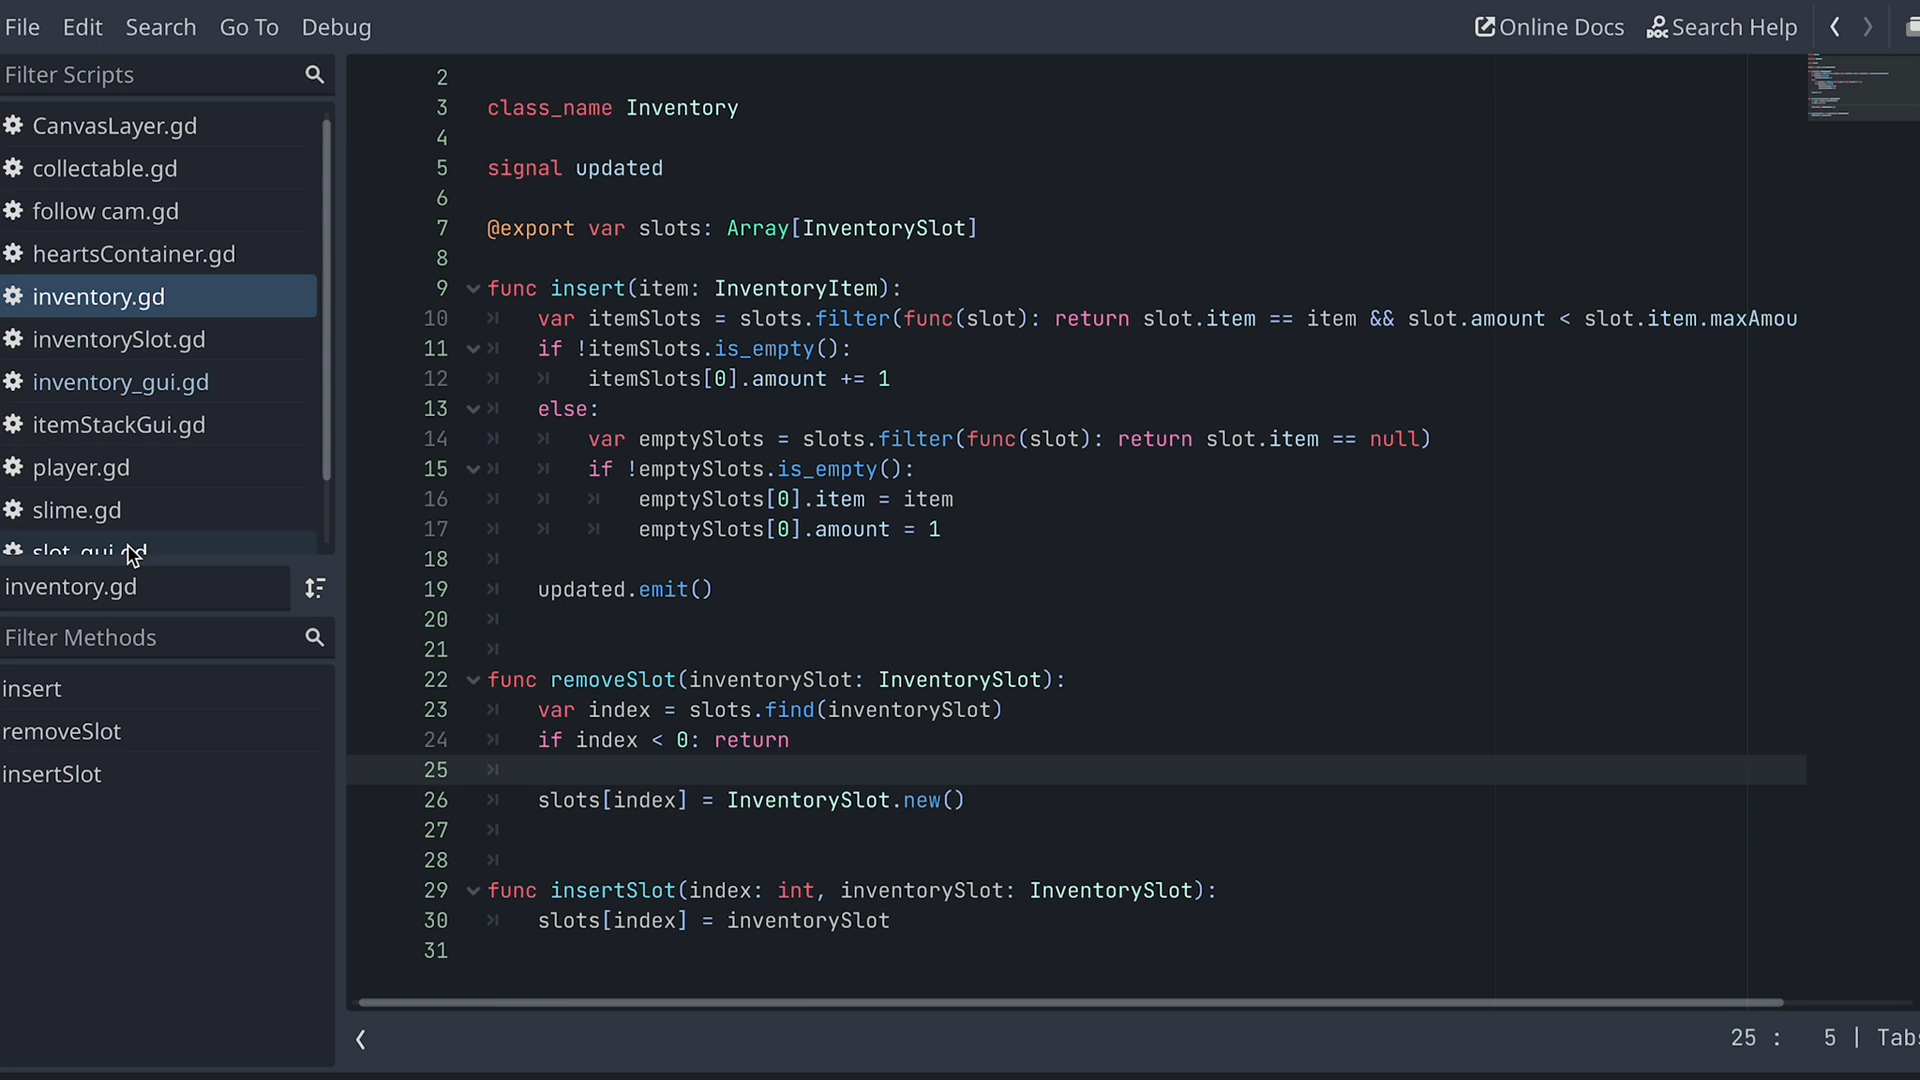 File Edit Search Go To Debug Online Docs Search Help
Filter Scripts
CanvasLayer.gd
collectable.gd
follow cam.gd
heartsContainer.gd
inventory.gd
inventorySlot.gd
inventory_gui.gd
itemStackGui.gd
player.gd
slime.gd
slot_gui.gd
inventory.gd
Filter Methods
insert
removeSlot
insertSlot
2
3 class_name Inventory
4
5 signal updated
6
7 @export var slots: Array[InventorySlot]
8
9 func insert(item: InventoryItem):
10 var itemSlots = slots.filter(func(slot): return slot.item == item && slot.amount < slot.item.maxAmou
11 if !itemSlots.is_empty():
12 itemSlots[0].amount += 1
13 else:
14 var emptySlots = slots.filter(func(slot): return slot.item == null)
15 if !emptySlots.is_empty():
16 emptySlots[0].item = item
17 emptySlots[0].amount = 1
18
19 updated.emit()
20
21
22 func removeSlot(inventorySlot: InventorySlot):
23 var index = slots.find(inventorySlot)
24 if index < 0: return
25
26 slots[index] = InventorySlot.new()
27
28
29 func insertSlot(index: int, inventorySlot: InventorySlot):
30 slots[index] = inventorySlot
31
25 : 5 | Tabs